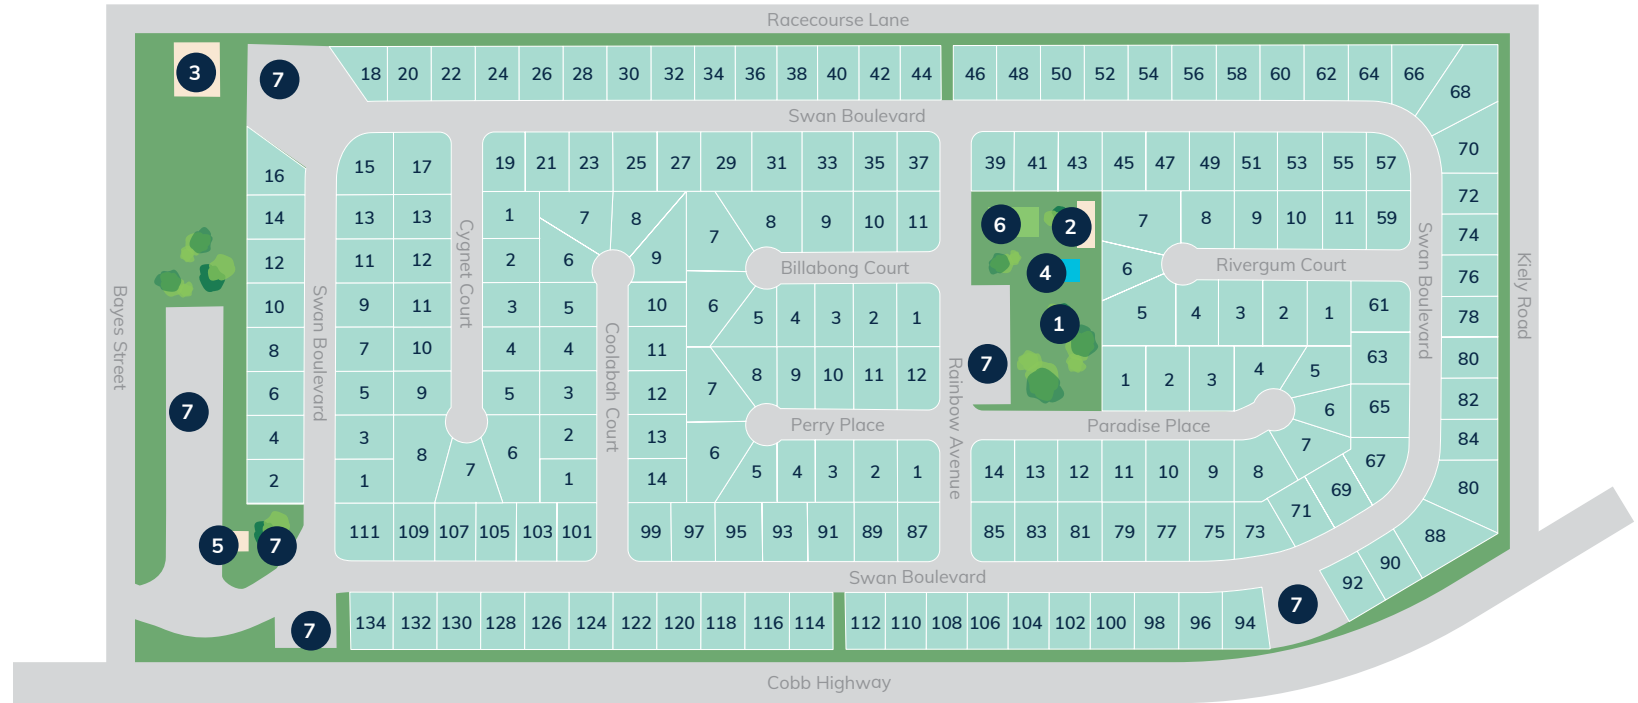 Racecourse Lane
3
7
18 20 22 24 26 28 30 32 34 36 38 40 42 44 46 48 50 52 54 56 58 60 62 64 66
68
Swan Boulevard
15 17 19 21 23 25 27 29 31 33 35 37 39 41 43 45 47 49 51 53 55 57
70
16
72
14 13 13 1 7 8 7 8 9 10 11 6 2 7 8 9 10 11 59
74
Cygnet Court
Swan Boulevard
12 11 12 2 6 9 Billabong Court 4 6 Rivergum Court
76
Kiely Road
Bayes Street
Swan Boulevard
10 9 11 3 5 10 6 5 4 3 2 1 1 5 4 3 2 1 61
78
Coolabah Court
8 7 10 4 4 11 7 1 2 3 4 5 63
80
Rainbow Avenue
7 6 5 9 5 3 12 7 8 9 10 11 12 6 65
82
4 3 8 7 6 2 13 6 Perry Place Paradise Place 7 67
84
2 1 1 14 5 4 3 2 1 14 13 12 11 10 9 8 69
80
71
5 7 111 109 107 105 103 101 99 97 95 93 91 89 87 85 83 81 79 77 75 73
88
90
92
Swan Boulevard
7 134 132 130 128 126 124 122 120 118 116 114 112 110 108 106 104 102 100 98 96 94 7
Cobb Highway